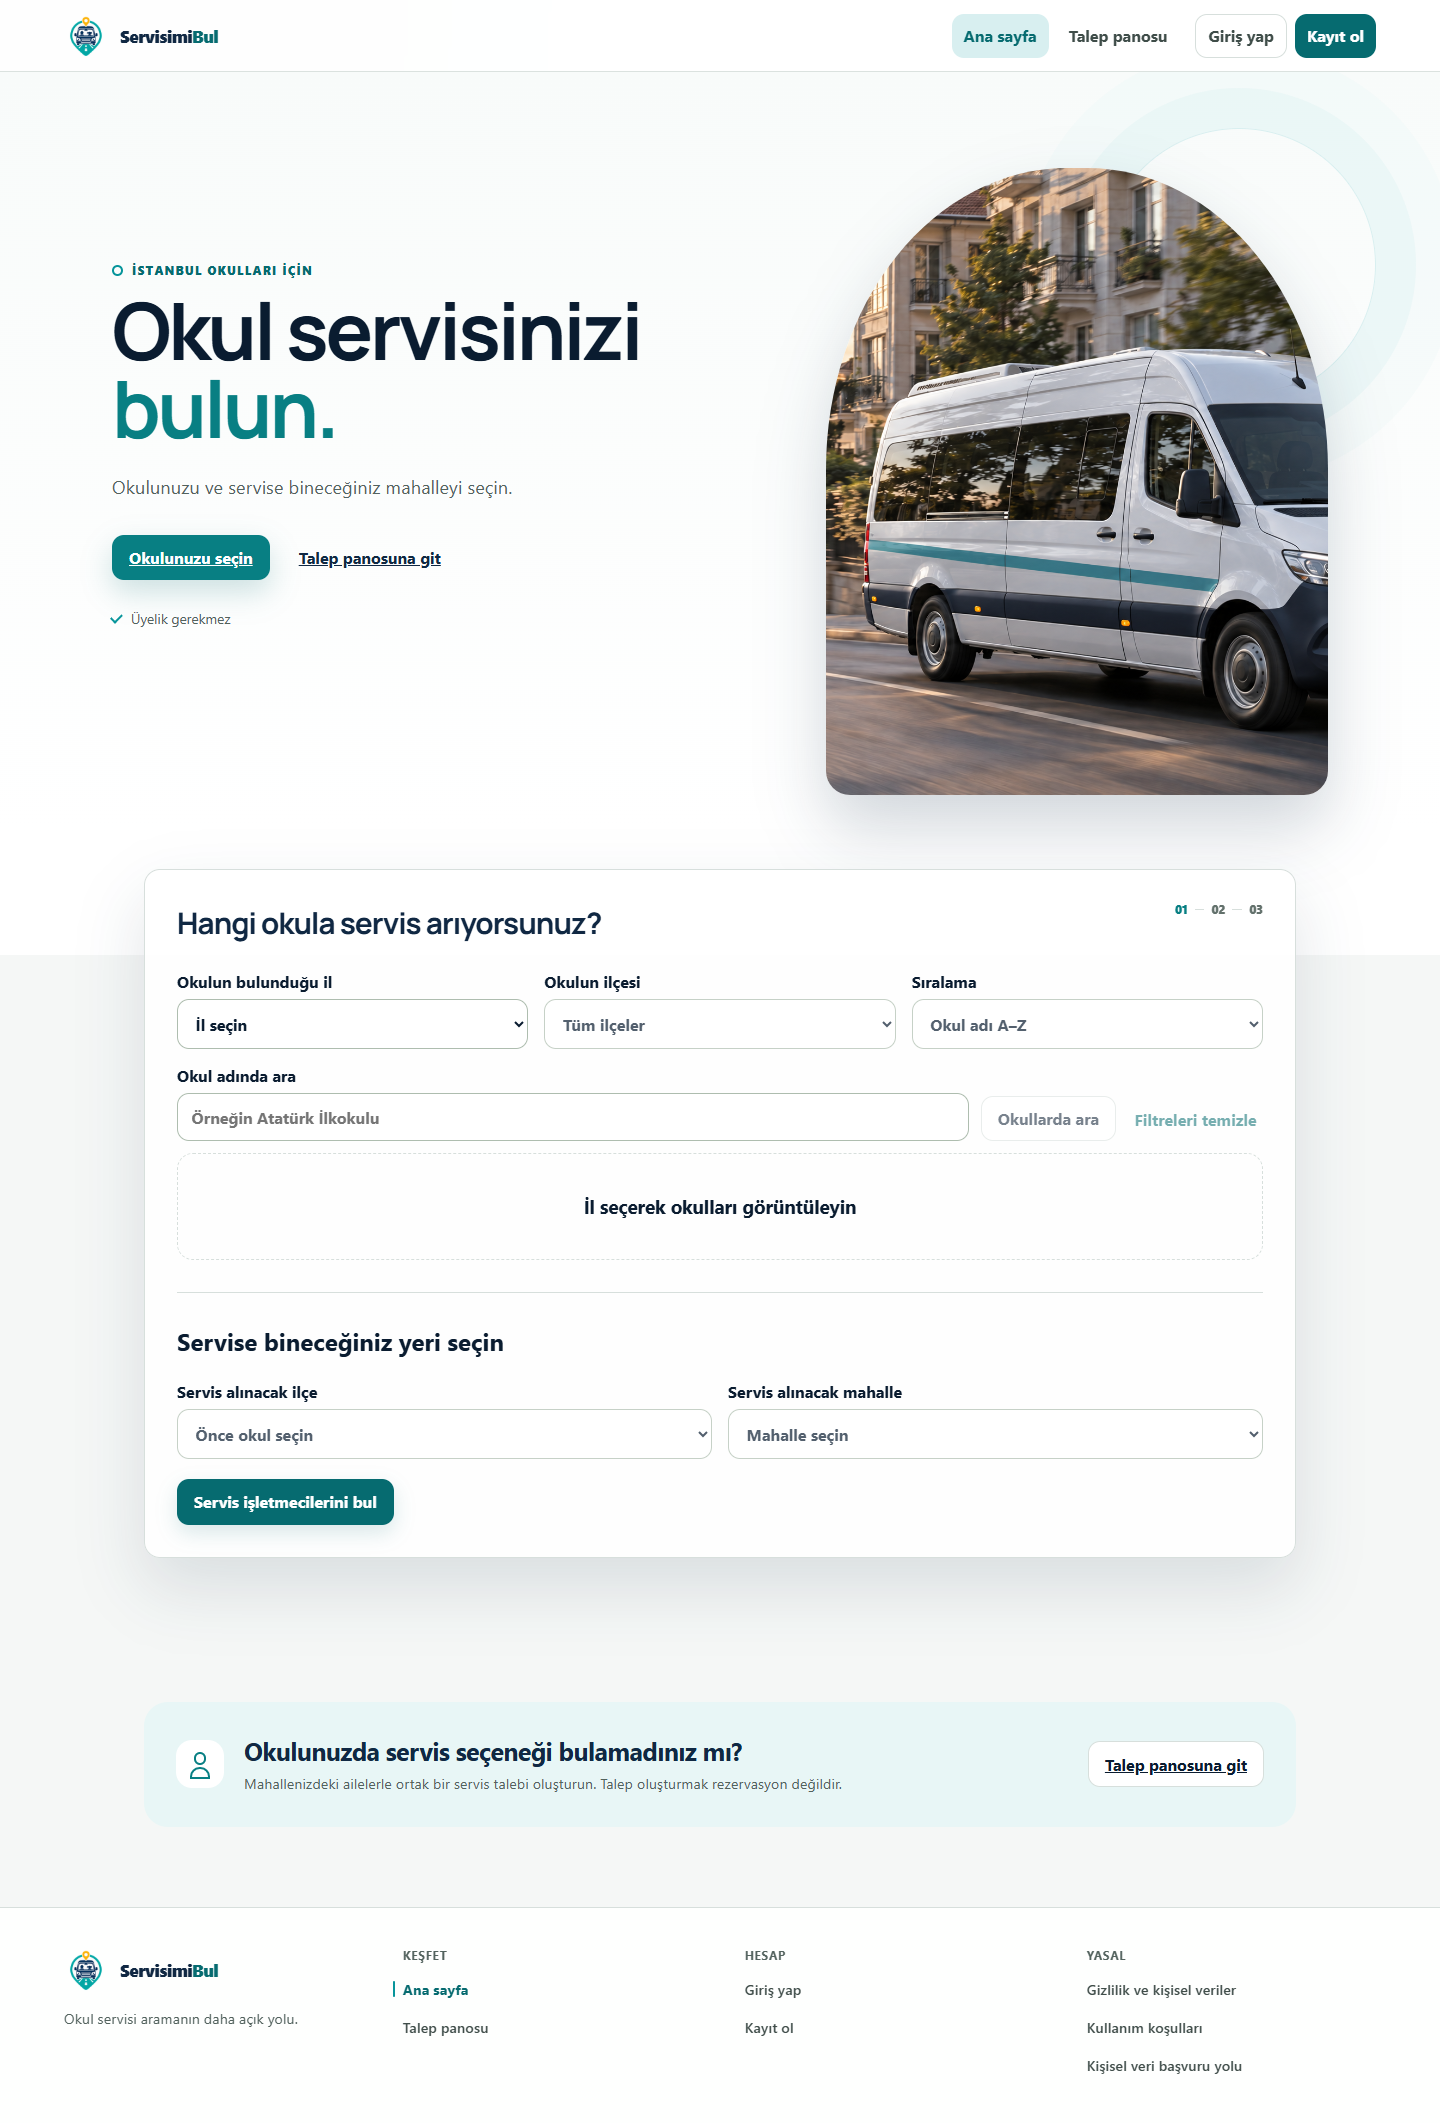 ServisimiBul
Ana sayfa
Talep panosu
Giriş yap
Kayıt ol
İSTANBUL OKULLARI İÇİN
Okul servisinizi
bulun.
Okulunuzu ve servise bineceğiniz mahalleyi seçin.
Okulunuzu seçin
Talep panosuna git
Üyelik gerekmez
Hangi okula servis arıyorsunuz?
01 — 02 — 03
Okulun bulunduğu il
Okulun ilçesi
Sıralama
İl seçin
Tüm ilçeler
Okul adı A–Z
Okul adında ara
Örneğin Atatürk İlkokulu
Okullarda ara
Filtreleri temizle
İl seçerek okulları görüntüleyin
Servise bineceğiniz yeri seçin
Servis alınacak ilçe
Servis alınacak mahalle
Önce okul seçin
Mahalle seçin
Servis işletmecilerini bul
Okulunuzda servis seçeneği bulamadınız mı?
Mahallenizdeki ailelerle ortak bir servis talebi oluşturun. Talep oluşturmak rezervasyon değildir.
Talep panosuna git
ServisimiBul
Okul servisi aramanın daha açık yolu.
KEŞFET
Ana sayfa
Talep panosu
HESAP
Giriş yap
Kayıt ol
YASAL
Gizlilik ve kişisel veriler
Kullanım koşulları
Kişisel veri başvuru yolu